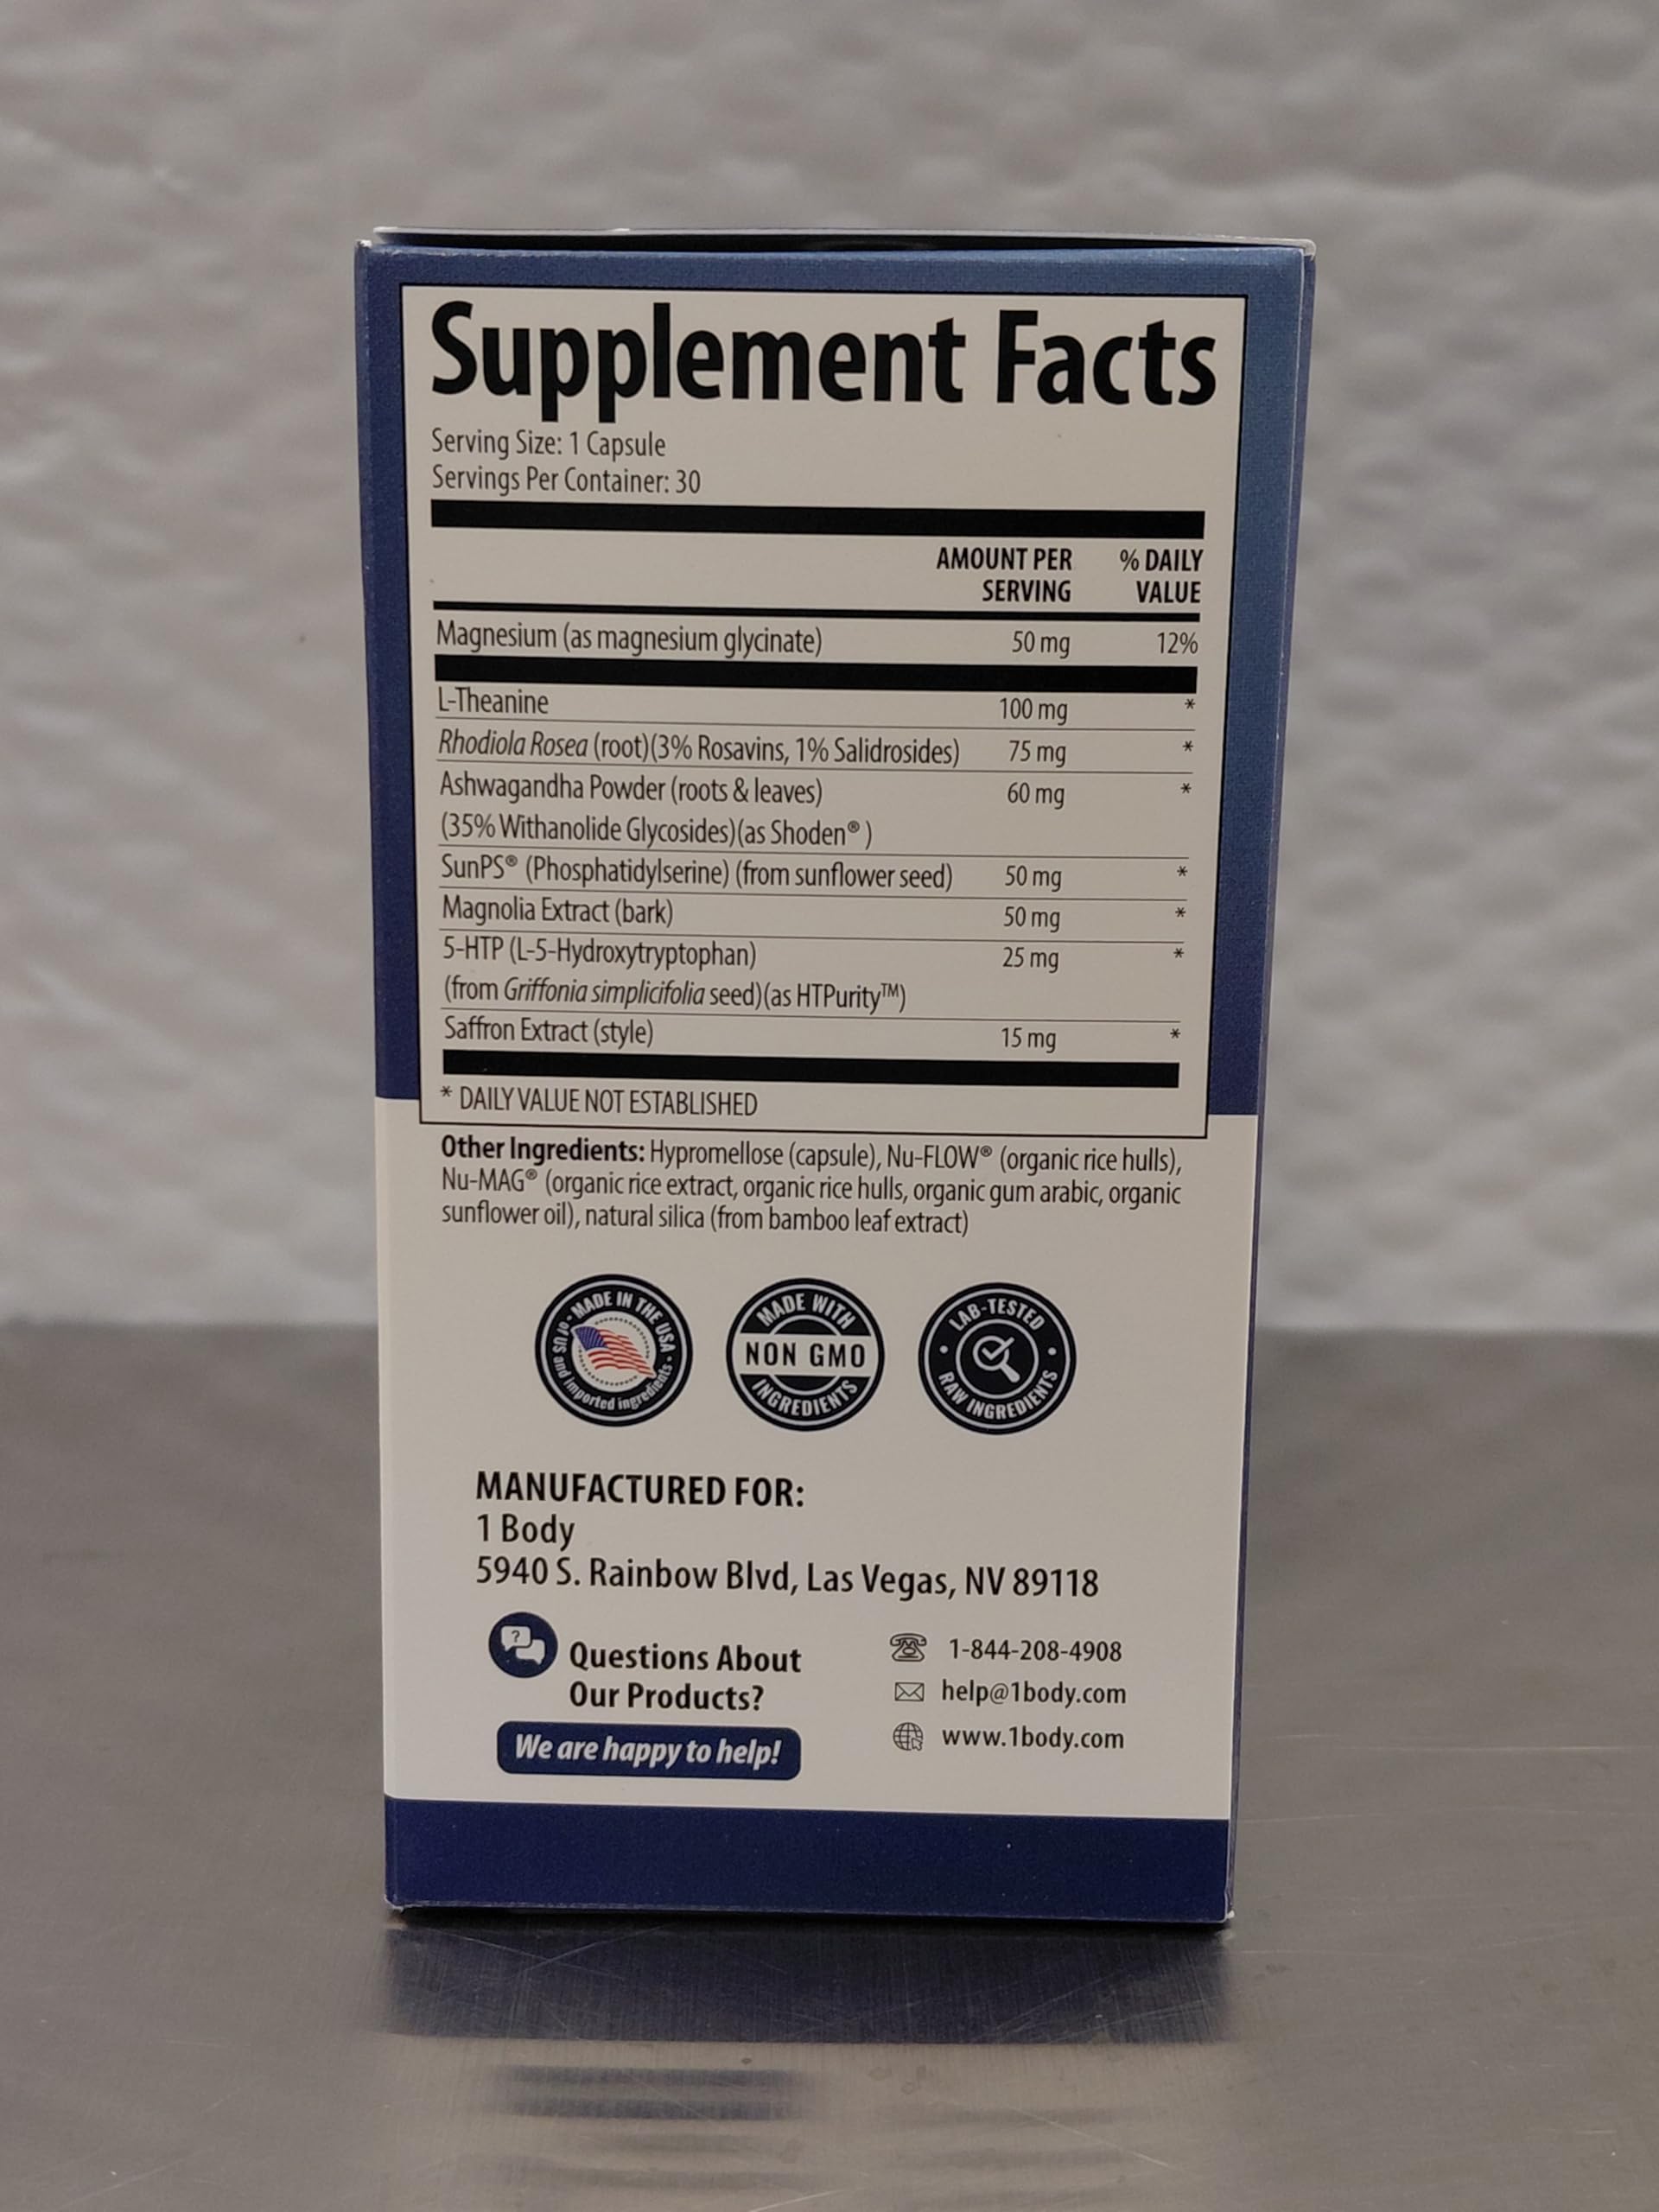 Supplement Facts
Serving Size: 1 Capsule
Servings Per Container: 30
AMOUNT PER SERVING % DAILY VALUE
Magnesium (as magnesium glycinate) 50 mg 12%
L-Theanine 100 mg *
Rhodiola Rosea (root)(3% Rosavins, 1% Salidrosides) 75 mg *
Ashwagandha Powder (roots & leaves) 60 mg *
(35% Withanolide Glycosides)(as Shoden® )
SunPS® (Phosphatidylserine) (from sunflower seed) 50 mg *
Magnolia Extract (bark) 50 mg *
5-HTP (L-5-Hydroxytryptophan) 25 mg *
(from Griffonia simplicifolia seed)(as HTPurity™)
Saffron Extract (style) 15 mg *
* DAILY VALUE NOT ESTABLISHED
Other Ingredients: Hypromellose (capsule), Nu-FLOW® (organic rice hulls),
Nu-MAG® (organic rice extract, organic rice hulls, organic gum arabic, organic
sunflower oil), natural silica (from bamboo leaf extract)
MADE IN THE USA
of US and imported ingredients
MADE WITH
NON GMO
INGREDIENTS
LAB-TESTED
RAW INGREDIENTS
MANUFACTURED FOR:
1 Body
5940 S. Rainbow Blvd, Las Vegas, NV 89118
?
Questions About
Our Products?
We are happy to help!
1-844-208-4908
help@1body.com
www.1body.com